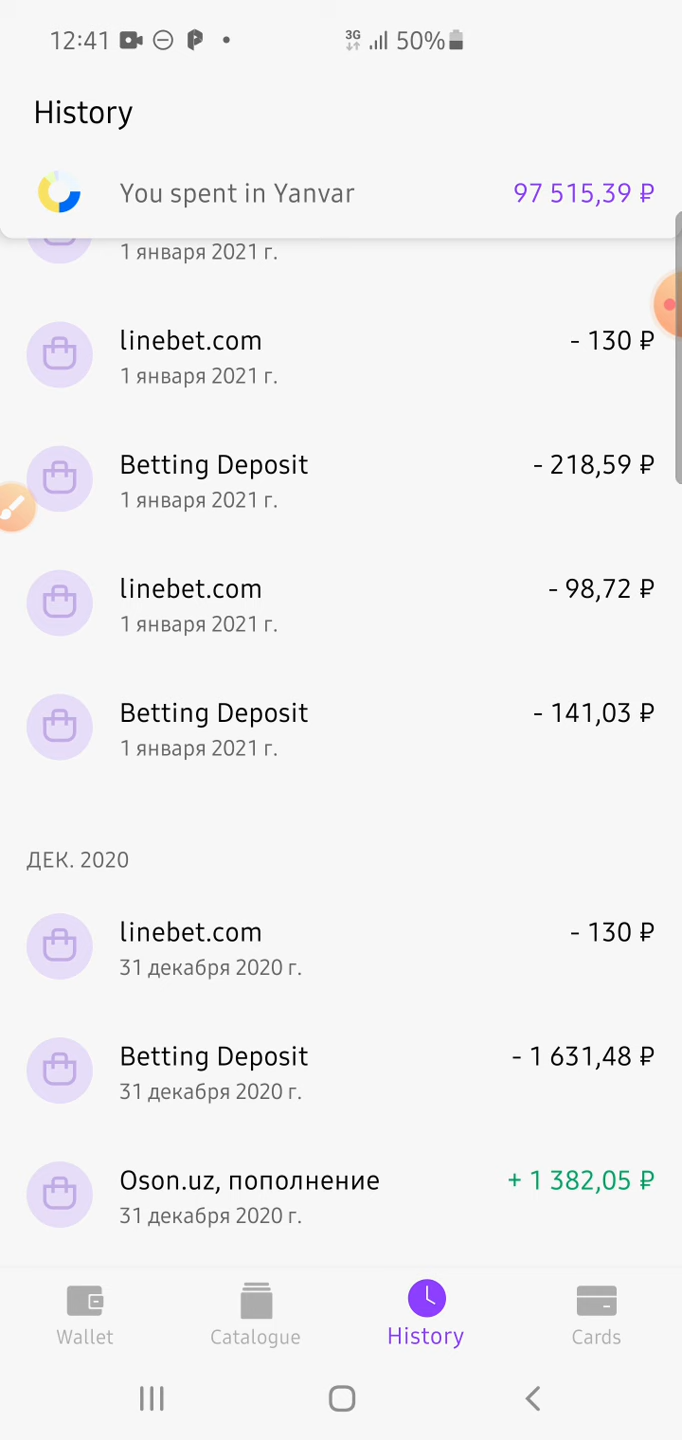 12:41 3G 50%
History
You spent in Yanvar 97 515,39 ₽
1 января 2021 г.
linebet.com - 130 ₽
1 января 2021 г.
Betting Deposit - 218,59 ₽
1 января 2021 г.
linebet.com - 98,72 ₽
1 января 2021 г.
Betting Deposit - 141,03 ₽
1 января 2021 г.
ДЕК. 2020
linebet.com - 130 ₽
31 декабря 2020 г.
Betting Deposit - 1 631,48 ₽
31 декабря 2020 г.
Oson.uz, пополнение + 1 382,05 ₽
31 декабря 2020 г.
Wallet Catalogue History Cards